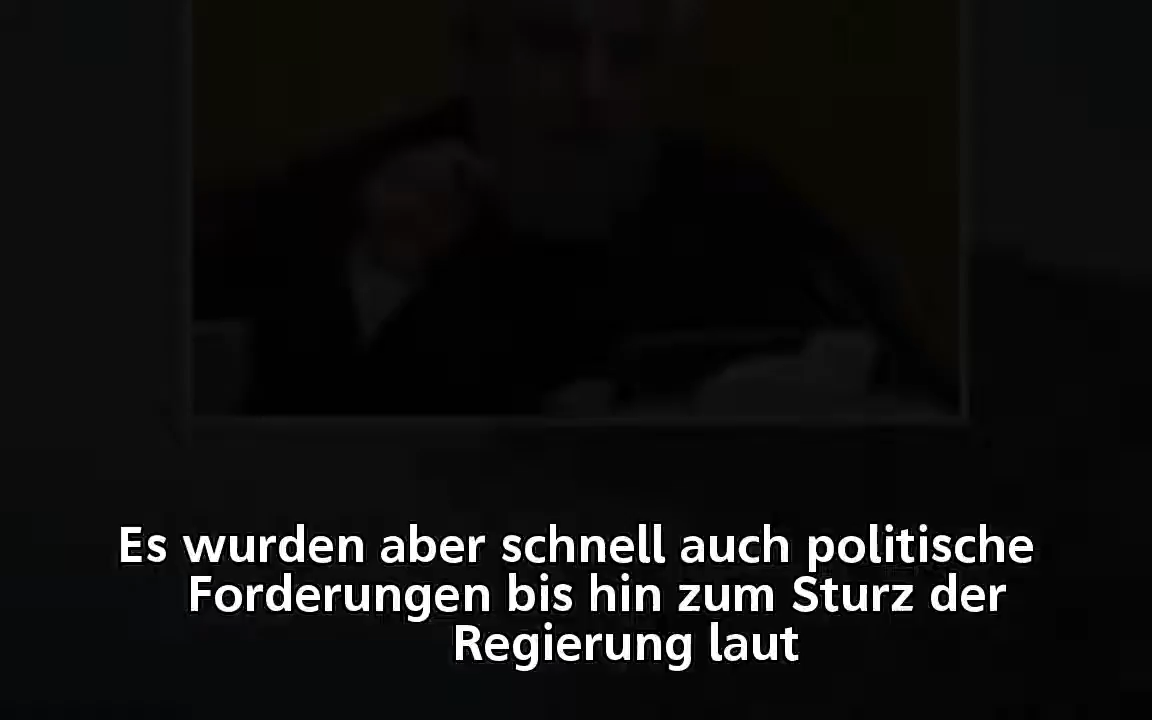 Es wurden aber schnell auch politische
Forderungen bis hin zum Sturz der
Regierung laut